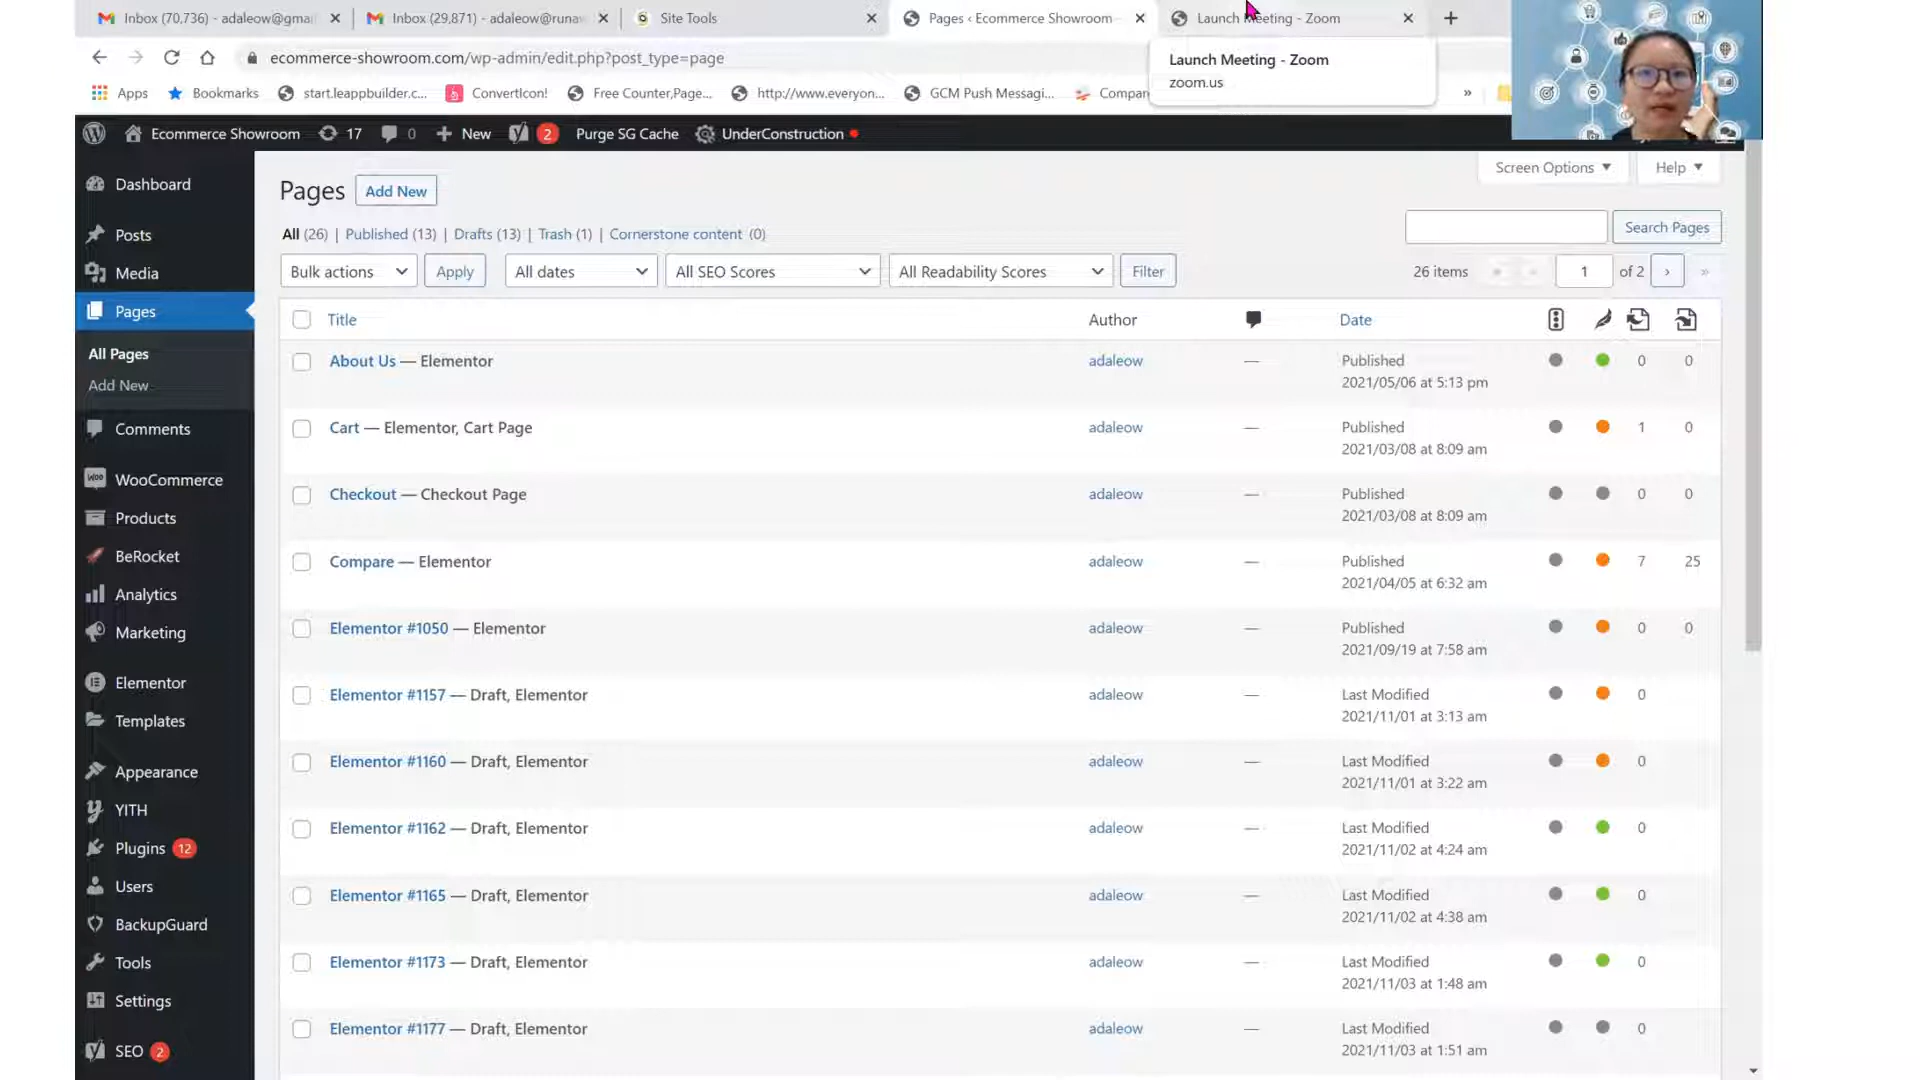 Inbox (70,736) - adaleow@gmai
Inbox (29,871) - adaleow@runaw
Site Tools
Pages ‹ Ecommerce Showroom
Launch Meeting - Zoom
ecommerce-showroom.com/wp-admin/edit.php?post_type=page
Launch Meeting - Zoom
zoom.us
Apps
Bookmarks
start.leappbuilder.c...
ConvertIcon!
Free Counter,Page...
http://www.everyon...
GCM Push Messagi...
Compar
»
Ecommerce Showroom
17
0
New
2
Purge SG Cache
UnderConstruction
Screen Options
Help
Dashboard
Posts
Media
Pages
All Pages
Add New
Comments
WooCommerce
Products
BeRocket
Analytics
Marketing
Elementor
Templates
Appearance
YITH
Plugins 12
Users
BackupGuard
Tools
Settings
SEO 2
Pages Add New
All (26) | Published (13) | Drafts (13) | Trash (1) | Cornerstone content (0)
Search Pages
Bulk actions Apply All dates All SEO Scores All Readability Scores Filter
26 items « ‹ 1 of 2 › »
Title Author Date
About Us — Elementor adaleow — Published 0 0
2021/05/06 at 5:13 pm
Cart — Elementor, Cart Page adaleow — Published 1 0
2021/03/08 at 8:09 am
Checkout — Checkout Page adaleow — Published 0 0
2021/03/08 at 8:09 am
Compare — Elementor adaleow — Published 7 25
2021/04/05 at 6:32 am
Elementor #1050 — Elementor adaleow — Published 0 0
2021/09/19 at 7:58 am
Elementor #1157 — Draft, Elementor adaleow — Last Modified 0
2021/11/01 at 3:13 am
Elementor #1160 — Draft, Elementor adaleow — Last Modified 0
2021/11/01 at 3:22 am
Elementor #1162 — Draft, Elementor adaleow — Last Modified 0
2021/11/02 at 4:24 am
Elementor #1165 — Draft, Elementor adaleow — Last Modified 0
2021/11/02 at 4:38 am
Elementor #1173 — Draft, Elementor adaleow — Last Modified 0
2021/11/03 at 1:48 am
Elementor #1177 — Draft, Elementor adaleow — Last Modified 0
2021/11/03 at 1:51 am